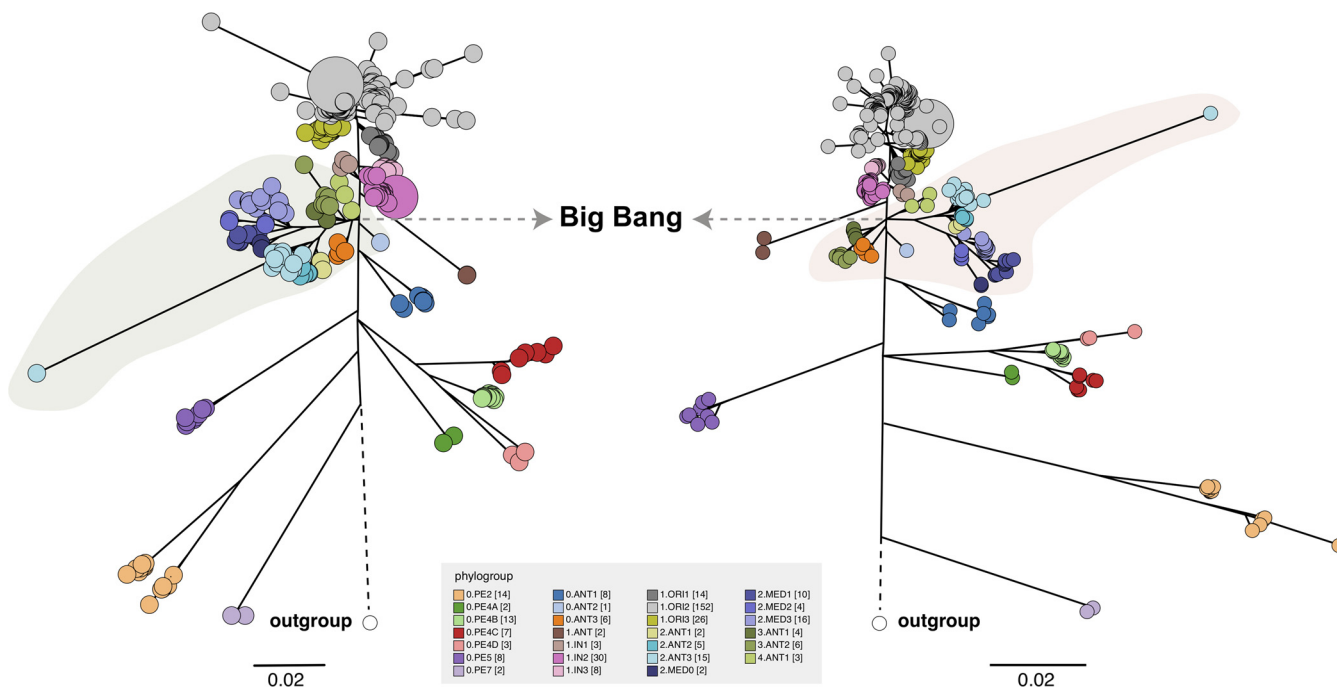 Big Bang
outgroup
outgroup
phylogroup
0.PE2 [14] 0.ANT1 [8] 1.ORI1 [14] 2.MED1 [10]
0.PE4A [2] 0.ANT2 [1] 1.ORI2 [152] 2.MED2 [4]
0.PE4B [13] 0.ANT3 [6] 1.ORI3 [26] 2.MED3 [16]
0.PE4C [7] 1.ANT [2] 2.ANT1 [2] 3.ANT1 [4]
0.PE4D [3] 1.IN1 [3] 2.ANT2 [5] 3.ANT2 [6]
0.PE5 [8] 1.IN2 [30] 2.ANT3 [15] 4.ANT1 [3]
0.PE7 [2] 1.IN3 [8] 2.MED0 [2]
0.02
0.02